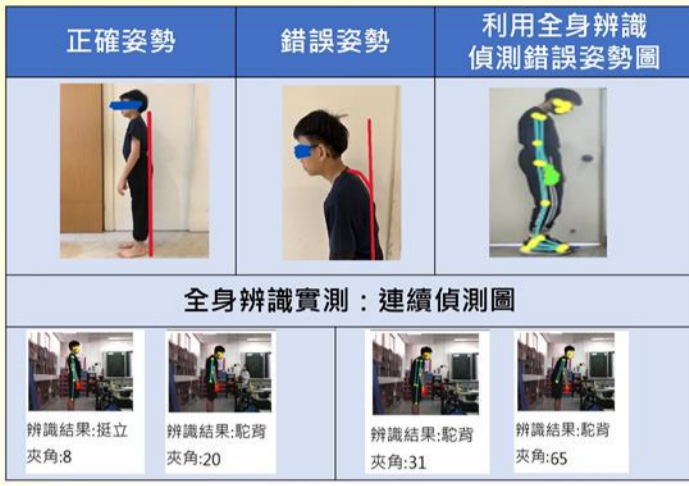 正確姿勢
錯誤姿勢
利用全身辨識
偵測錯誤姿勢圖
全身辨識實測：連續偵測圖
辨識結果:挺立
夾角:8
辨識結果:駝背
夾角:20
辨識結果:駝背
夾角:31
辨識結果:駝背
夾角:65